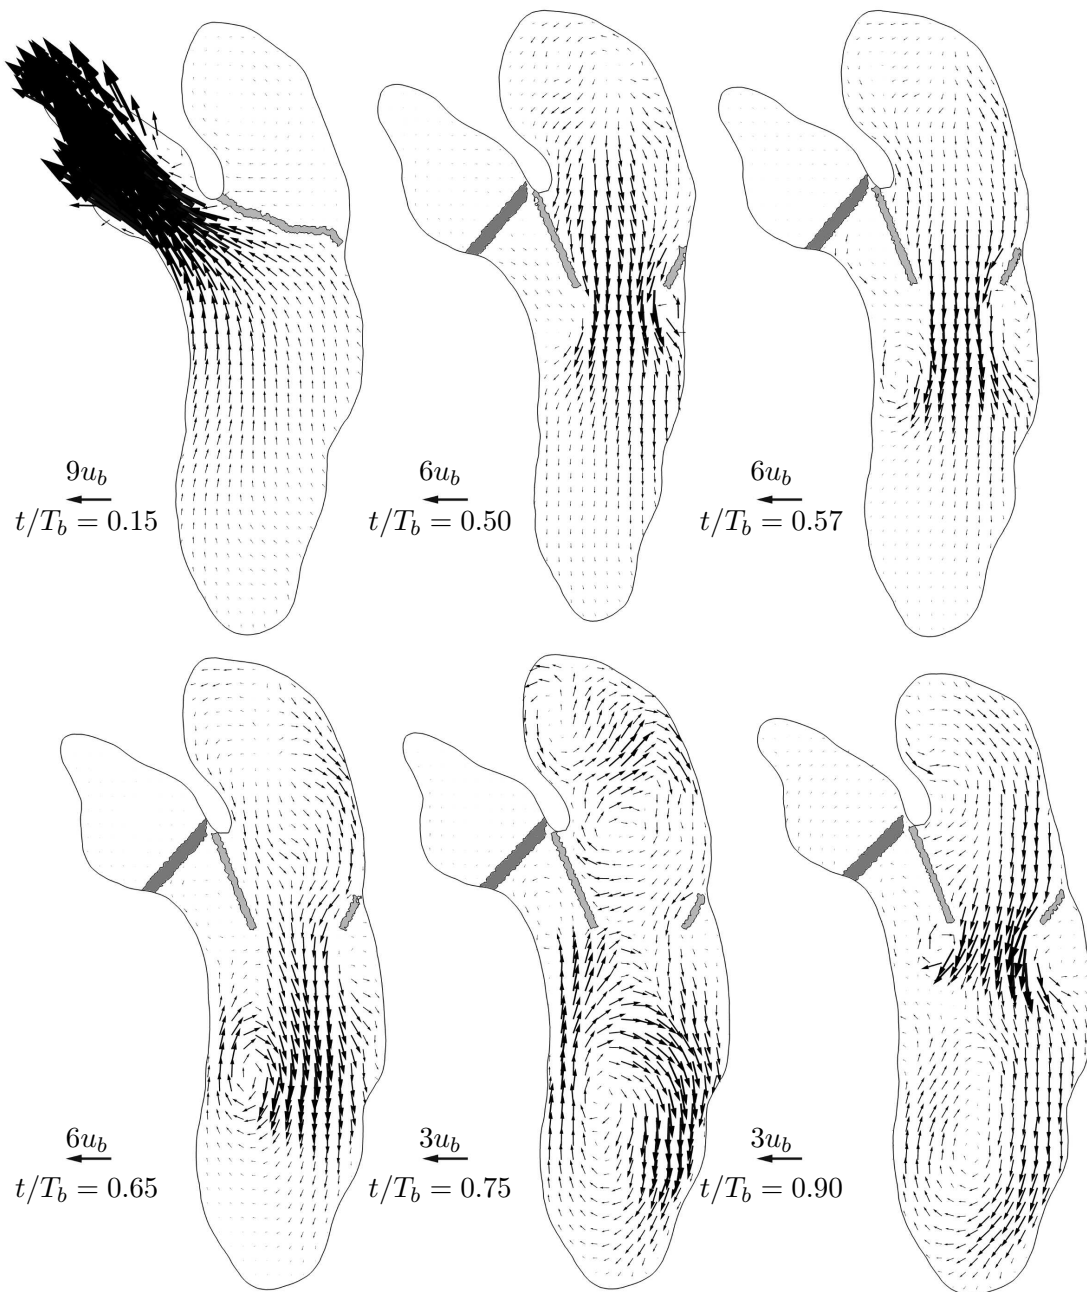 9u_b
t/T_b = 0.15
6u_b
t/T_b = 0.50
6u_b
t/T_b = 0.57
6u_b
t/T_b = 0.65
3u_b
t/T_b = 0.75
3u_b
t/T_b = 0.90